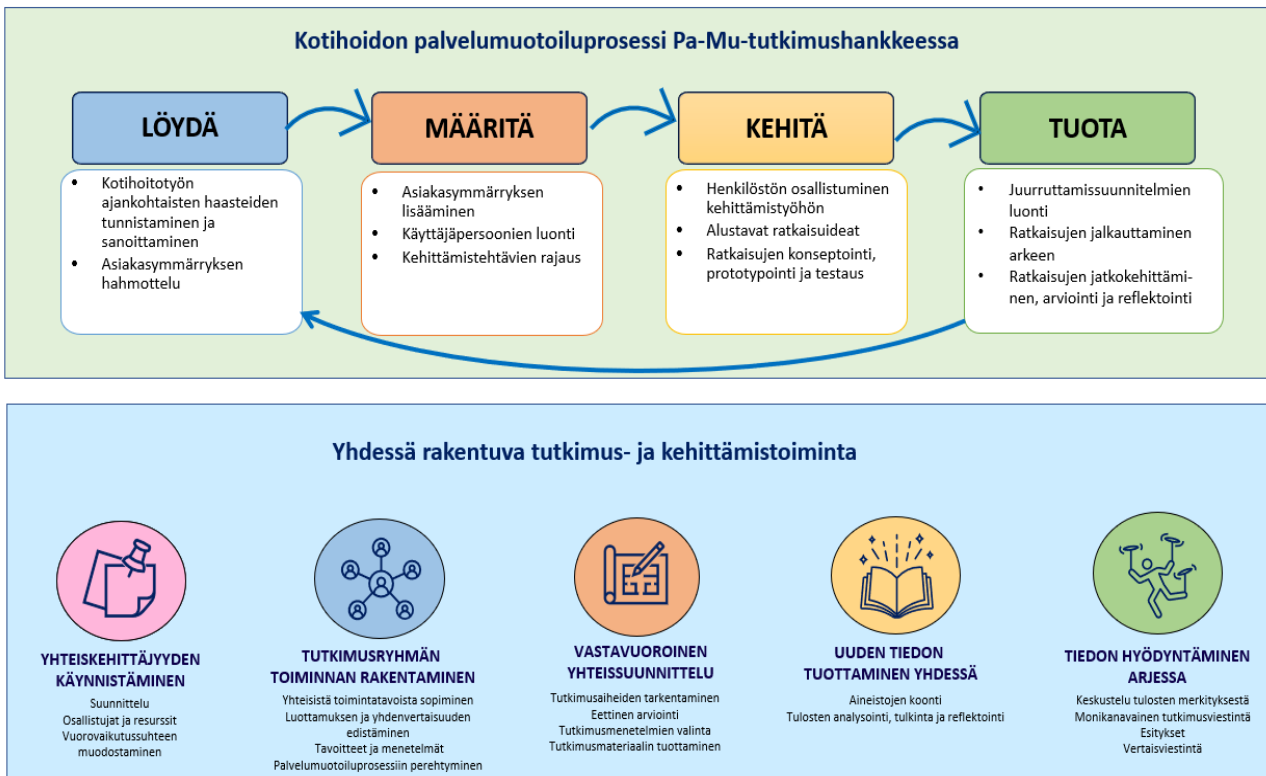 Kotihoidon palvelumuotoiluprosessi Pa-Mu-tutkimushankkeessa
LÖYDÄ
• Kotihoitotyön
ajankohtaisten haasteiden
tunnistaminen ja
sanoittaminen
• Asiakasymmärryksen
hahmottelu
MÄÄRITÄ
• Asiakasymmärryksen
lisääminen
• Käyttäjäpersoonien luonti
• Kehittämistehtävien rajaus
KEHITÄ
• Henkilöstön osallistuminen
kehittämistyöhön
• Alustavat ratkaisuideat
• Ratkaisujen konseptointi,
prototypointi ja testaus
TUOTA
• Juurruttamissuunnitelmien
luonti
• Ratkaisujen jalkauttaminen
arkeen
• Ratkaisujen jatkokehittämi-
nen, arviointi ja reflektointi
Yhdessä rakentuva tutkimus- ja kehittämistoiminta
YHTEISKEHITTÄJYYDEN
KÄYNNISTÄMINEN
Suunnittelu
Osallistujat ja resurssit
Vuorovaikutussuhteen
muodostaminen
TUTKIMUSRYHMÄN
TOIMINNAN RAKENTAMINEN
Yhteisistä toimintatavoista sopiminen
Luottamuksen ja yhdenvertaisuuden
edistäminen
Tavoitteet ja menetelmät
Palvelumuotoiluprosessiin perehtyminen
VASTAVUOROINEN
YHTEISSUUNNITTELU
Tutkimusaiheiden tarkentaminen
Eettinen arviointi
Tutkimusmenetelmien valinta
Tutkimusmateriaalin tuottaminen
UUDEN TIEDON
TUOTTAMINEN YHDESSÄ
Aineistojen koonti
Tulosten analysointi, tulkinta ja reflektointi
TIEDON HYÖDYNTÄMINEN
ARJESSA
Keskustelu tulosten merkityksestä
Monikanavainen tutkimusviestintä
Esitykset
Vertaisviestintä